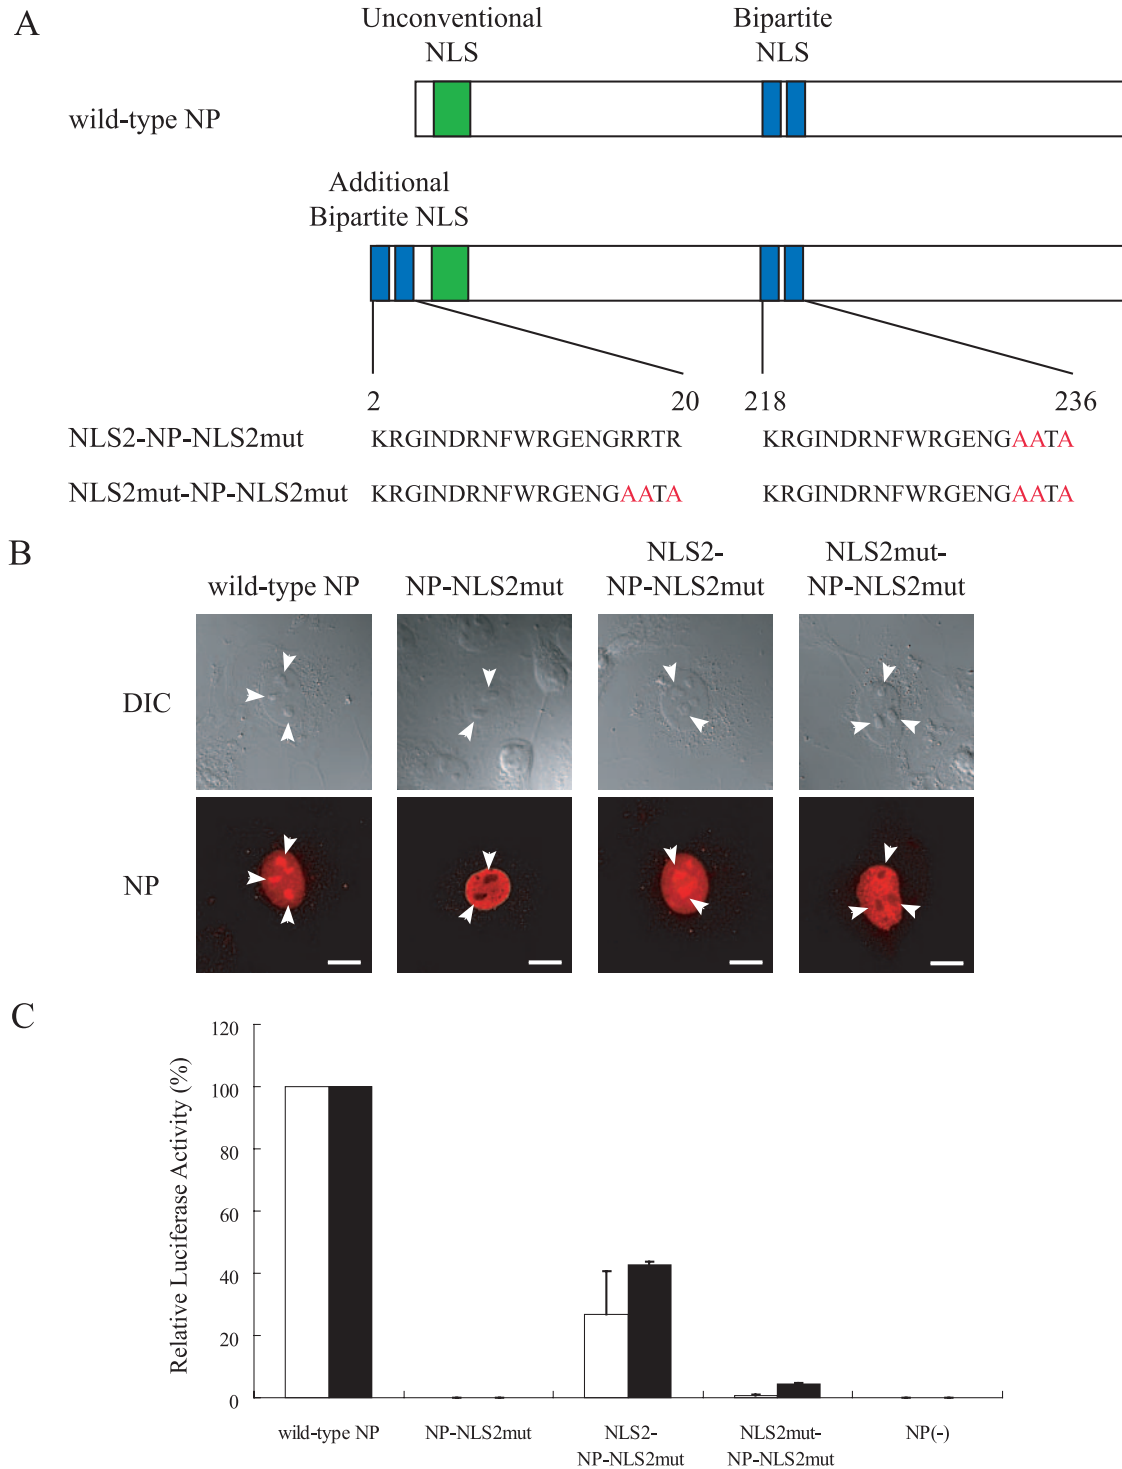 A
Unconventional
NLS
Bipartite
NLS
wild-type NP
Additional
Bipartite NLS
2 20 218 236
NLS2-NP-NLS2mut KRGINDRNFWRGENGRRTR KRGINDRNFWRGENGAATA
NLS2mut-NP-NLS2mut KRGINDRNFWRGENGAATA KRGINDRNFWRGENGAATA
B
wild-type NP
NP-NLS2mut
NLS2-
NP-NLS2mut
NLS2mut-
NP-NLS2mut
DIC
NP
C
Relative Luciferase Activity (%)
120
100
80
60
40
20
0
wild-type NP
NP-NLS2mut
NLS2-
NP-NLS2mut
NLS2mut-
NP-NLS2mut
NP(-)